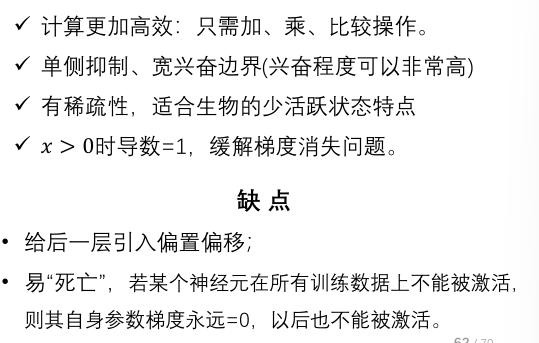 ✓ 计算更加高效：只需加、乘、比较操作。
✓ 单侧抑制、宽兴奋边界(兴奋程度可以非常高)
✓ 有稀疏性，适合生物的少活跃状态特点
✓ x > 0时导数=1，缓解梯度消失问题。
缺 点
• 给后一层引入偏置偏移；
• 易“死亡”，若某个神经元在所有训练数据上不能被激活，
则其自身参数梯度永远=0，以后也不能被激活。